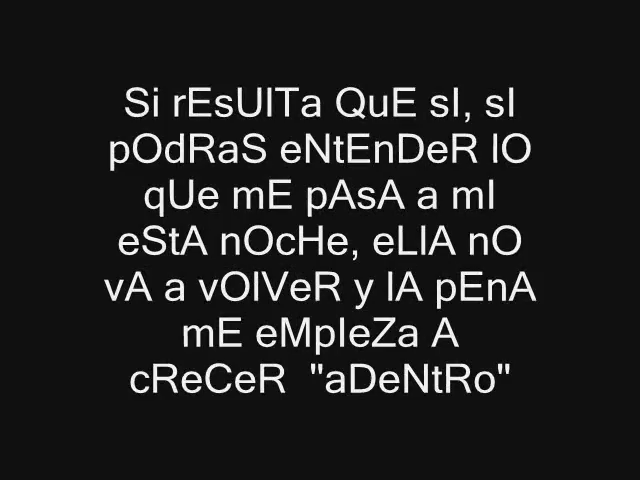 Si rEsUlTa QuE sI, sI
pOdRaS eNtEnDeR lO
qUe mE pAsA a mI
eStA nOcHe, eLlA nO
vA a vOlVeR y lA pEnA
mE eMpIeZa A
cReCeR "aDeNtRo"